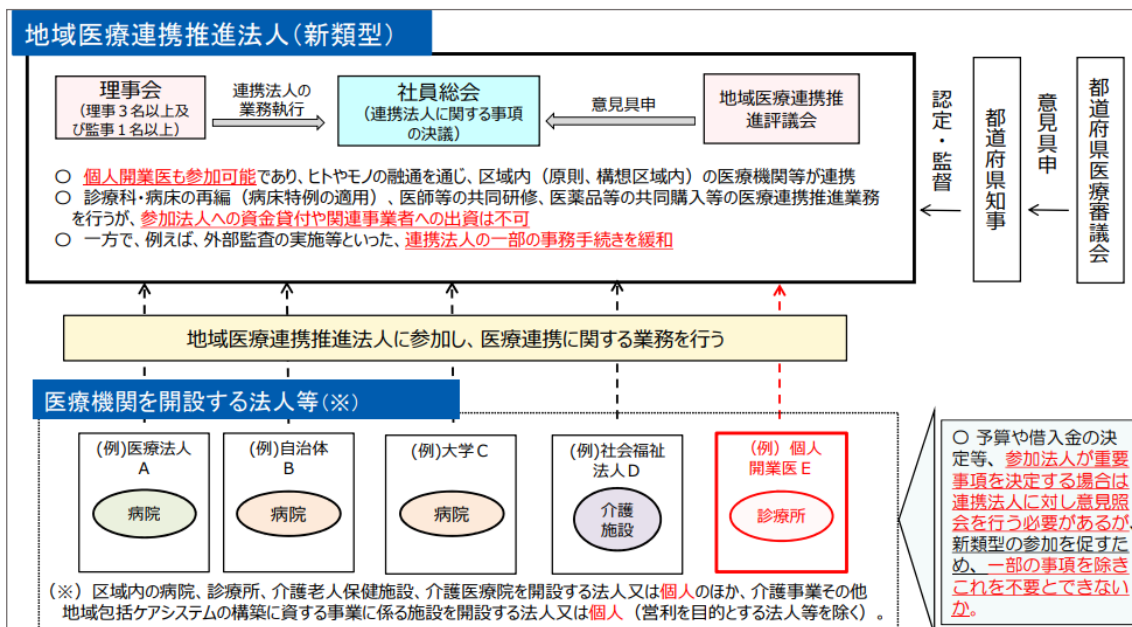 地域医療連携推進法人(新類型)
理事会
(理事3名以上及
び監事1名以上)
連携法人の
業務執行
社員総会
(連携法人に関する事項
の決議)
意見具申
地域医療連携推
進評議会
○ 個人開業医も参加可能であり、ヒトやモノの融通を通じ、区域内(原則、構想区域内)の医療機関等が連携
○ 診療科・病床の再編(病床特例の適用)、医師等の共同研修、医薬品等の共同購入等の医療連携推進業務
を行うが、参加法人への資金貸付や関連事業者への出資は不可
○ 一方で、例えば、外部監査の実施等といった、連携法人の一部の事務手続きを緩和
認定・監督
都道府県知事
意見具申
都道府県医療審議会
地域医療連携推進法人に参加し、医療連携に関する業務を行う
医療機関を開設する法人等(※)
(例)医療法人
A
病院
(例)自治体
B
病院
(例)大学C
病院
(例)社会福祉
法人D
介護
施設
(例)個人
開業医E
診療所
(※)区域内の病院、診療所、介護老人保健施設、介護医療院を開設する法人又は個人のほか、介護事業その他
地域包括ケアシステムの構築に資する事業に係る施設を開設する法人又は個人(営利を目的とする法人等を除く)。
○ 予算や借入金の決
定等、参加法人が重要
事項を決定する場合は
連携法人に対し意見照
会を行う必要があるが、
新類型の参加を促すた
め、一部の事項を除き
これを不要とできない
か。